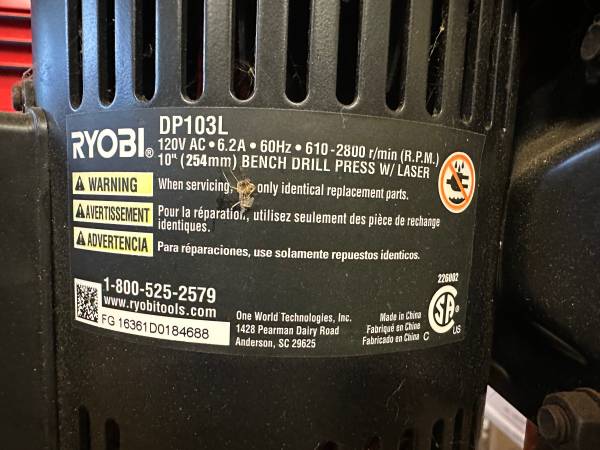 RYOBI®
DP103L
120V AC • 6.2A • 60Hz • 610-2800 r/min (R.P.M.)
10" (254mm) BENCH DRILL PRESS W/ LASER
WARNING When servicing, only identical replacement parts.
AVERTISSEMENT Pour la réparation, utilisez seulement des pièce de rechange
identiques.
ADVERTENCIA Para réparaciones, use solamente repuestos identicos.
1-800-525-2579
www.ryobitools.com
FG 16361D0184688
One World Technologies, Inc.
1428 Pearman Dairy Road
Anderson, SC 29625
Made in China
Fabriqué en Chine
Fabricado en China
226002
C SA US